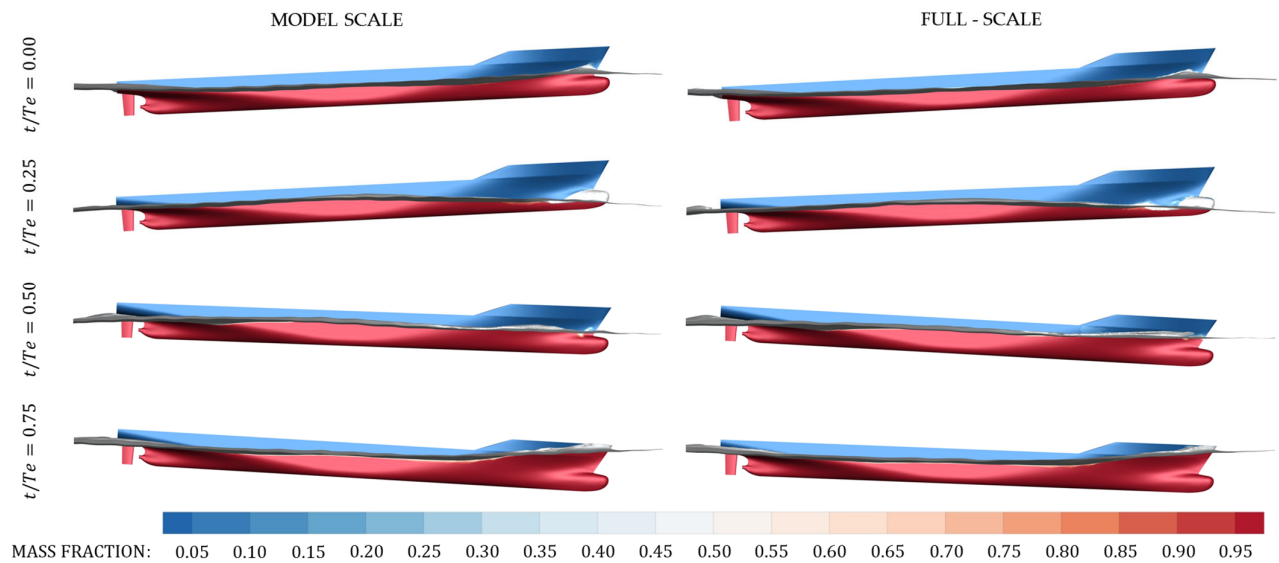 MODEL SCALE
FULL - SCALE
t/Te = 0.00
t/Te = 0.25
t/Te = 0.50
t/Te = 0.75
MASS FRACTION: 0.05 0.10 0.15 0.20 0.25 0.30 0.35 0.40 0.45 0.50 0.55 0.60 0.65 0.70 0.75 0.80 0.85 0.90 0.95